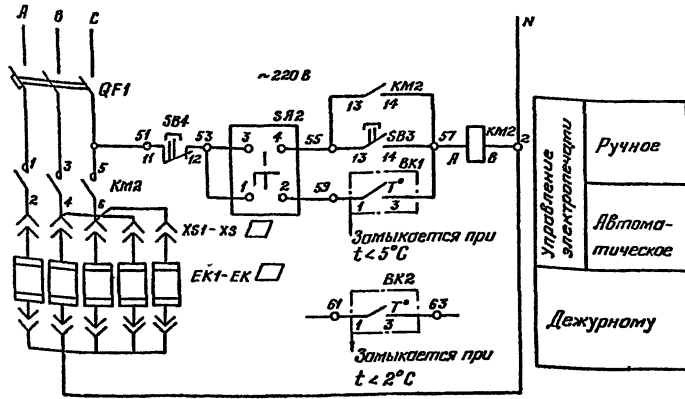 A B C N
QF1
~220 В
51 SB4 53
11 12
SA2
3 4
1 2
55
KM2
13 14
SB3
13 14
57 KM2 2
A B
59
BK1
T°
1 3
Замыкается при
t < 5°C
1 3 5
KM2
2 4 6
XS1-XS
EK1-EK
BK2
61 T° 63
1 3
Замыкается при
t < 2°C
Управление
электропечами
Ручное
Автома-
тическое
Дежурному